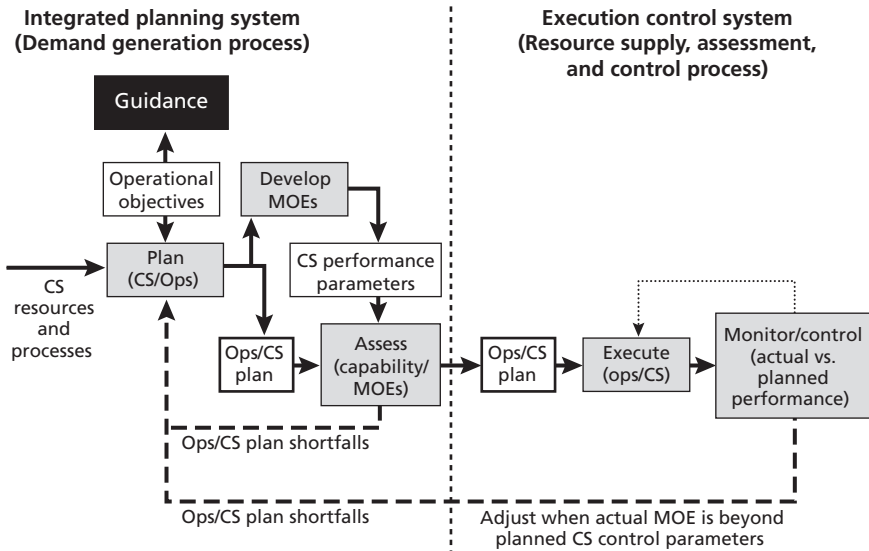 Integrated planning system
(Demand generation process)
Execution control system
(Resource supply, assessment,
and control process)
Guidance
Operational
objectives
Develop
MOEs
Plan
(CS/Ops)
CS performance
parameters
CS
resources
and
processes
Ops/CS
plan
Assess
(capability/
MOEs)
Ops/CS
plan
Execute
(ops/CS)
Monitor/control
(actual vs.
planned
performance)
Ops/CS plan shortfalls
Ops/CS plan shortfalls
Adjust when actual MOE is beyond
planned CS control parameters